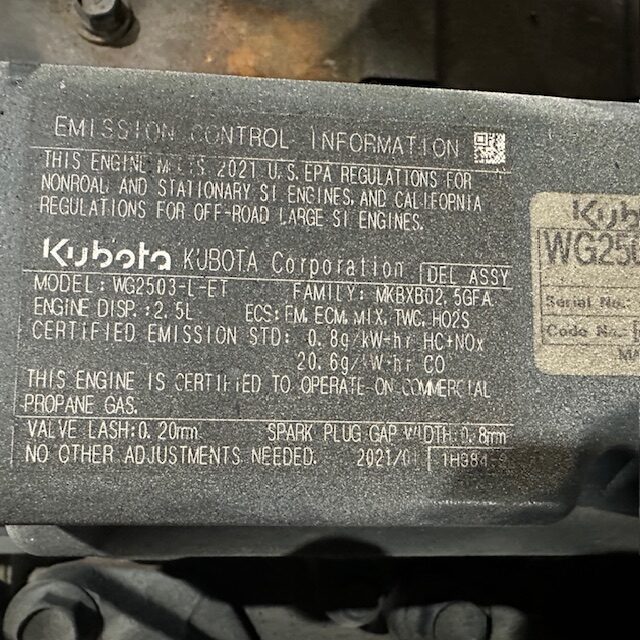 EMISSION CONTROL INFORMATION
THIS ENGINE MEETS 2021 U.S. EPA REGULATIONS FOR
NONROAD AND STATIONARY SI ENGINES, AND CALIFORNIA
REGULATIONS FOR OFF-ROAD LARGE SI ENGINES.
Kubota KUBOTA Corporation DEL ASSY
MODEL: WG2503-L-ET FAMILY: MKBXB02.5GFA
ENGINE DISP.:2.5L ECS: EM, ECM, MIX, TWC, HO2S
CERTIFIED EMISSION STD: 0.8g/kW-hr HC+NOx
20.6g/kW-hr CO
THIS ENGINE IS CERTIFIED TO OPERATE ON COMMERCIAL
PROPANE GAS.
VALVE LASH:0.20mm SPARK PLUG GAP WIDTH:0.8mm
NO OTHER ADJUSTMENTS NEEDED. 2021/01
Kub
WG250
Serial No.:
Code No.: